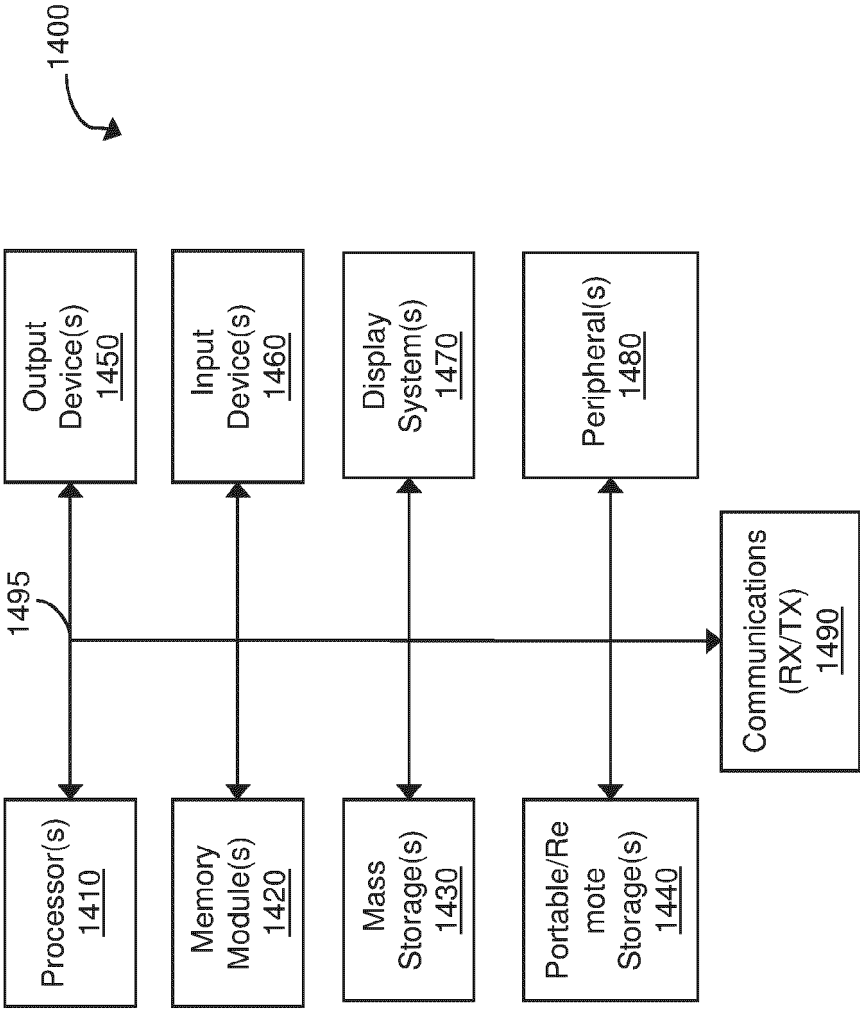 1400
1495
Processor(s)
1410
Output
Device(s)
1450
Memory
Module(s)
1420
Input
Device(s)
1460
Mass
Storage(s)
1430
Display
System(s)
1470
Portable/Re
mote
Storage(s)
1440
Peripheral(s)
1480
Communications
(RX/TX)
1490